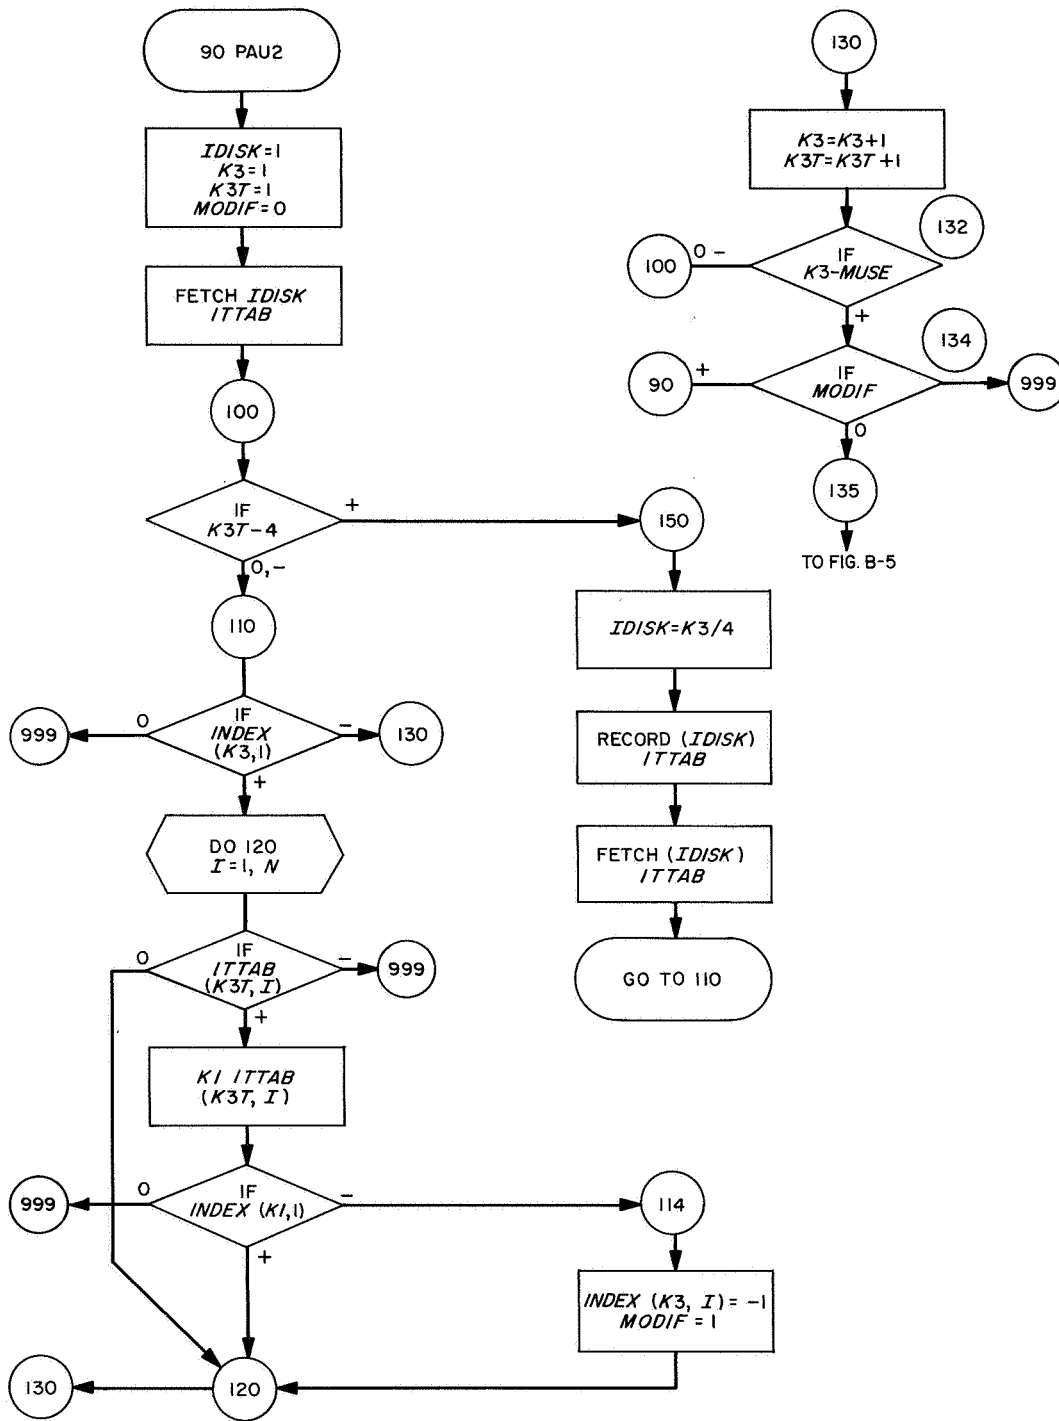 90 PAU2
IDISK=1
K3=1
K3T=1
MODIF=0
FETCH IDISK
ITTAB
100
IF
K3T-4
+
0,-
110
IF
INDEX
(K3,1)
0
999
-
130
+
DO 120
I=1, N
IF
ITTAB
(K3T, I)
0
-
999
+
K1 ITTAB
(K3T, I)
IF
INDEX (K1,1)
0
999
-
114
+
INDEX (K3, I) = -1
MODIF = 1
120
130
150
IDISK=K3/4
RECORD (IDISK)
ITTAB
FETCH (IDISK)
ITTAB
GO TO 110
130
K3=K3+1
K3T=K3T+1
132
IF
K3-MUSE
0 -
100
+
134
IF
MODIF
+
90
999
0
135
TO FIG. B-5